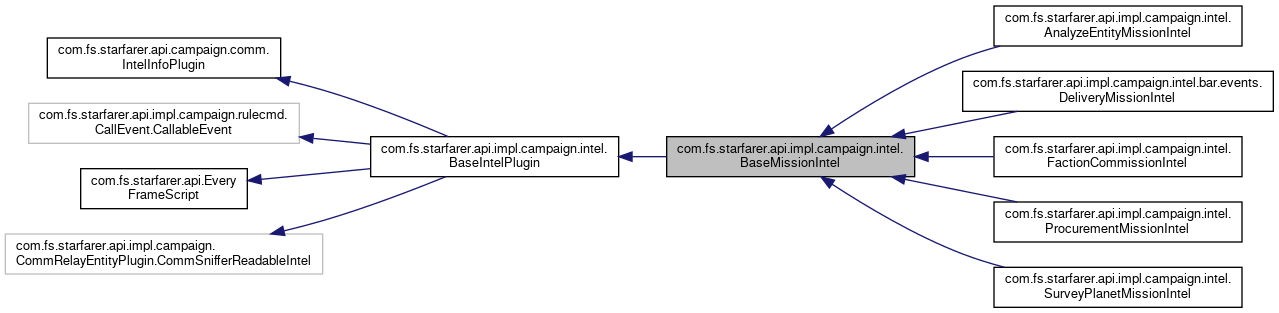 com.fs.starfarer.api.campaign.comm.
IntelInfoPlugin
com.fs.starfarer.api.impl.campaign.rulecmd.
CallEvent.CallableEvent
com.fs.starfarer.api.Every
FrameScript
com.fs.starfarer.api.impl.campaign.
CommRelayEntityPlugin.CommSnifferReadableIntel
com.fs.starfarer.api.impl.campaign.intel.
BaseIntelPlugin
com.fs.starfarer.api.impl.campaign.intel.
BaseMissionIntel
com.fs.starfarer.api.impl.campaign.intel.
AnalyzeEntityMissionIntel
com.fs.starfarer.api.impl.campaign.intel.bar.events.
DeliveryMissionIntel
com.fs.starfarer.api.impl.campaign.intel.
FactionCommissionIntel
com.fs.starfarer.api.impl.campaign.intel.
ProcurementMissionIntel
com.fs.starfarer.api.impl.campaign.intel.
SurveyPlanetMissionIntel